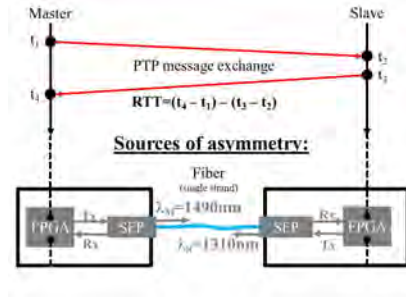 Master
Slave
t1
t2
PTP message exchange
t3
t4
RTT=(t4 – t1) – (t3 – t2)
Sources of asymmetry:
Fiber
(single strand)
Tx
λM=1490nm
Rx
FPGA
SFP
SFP
FPGA
Rx
λS=1310nm
Tx